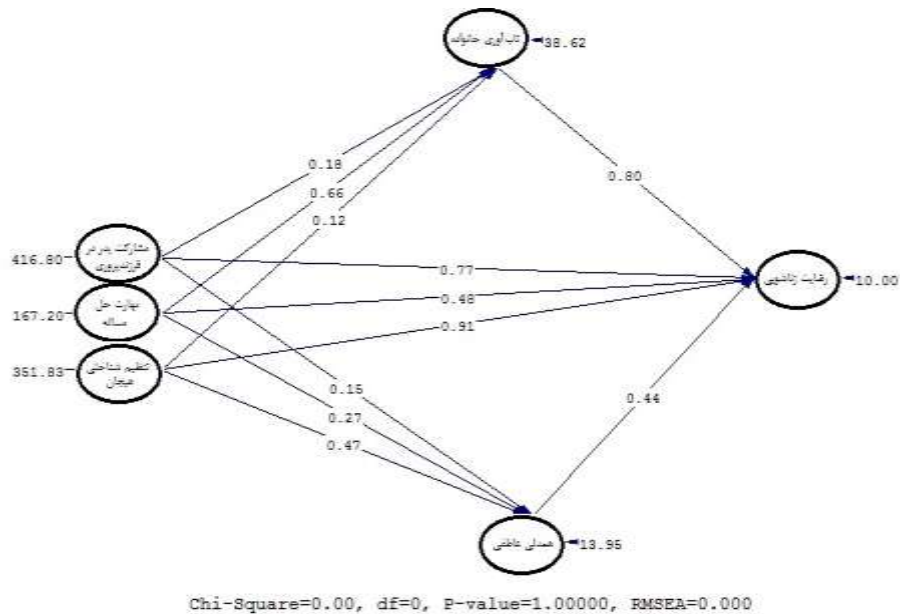 تاب‌آوری خانواده
38.62
0.18
0.66
0.12
0.80
416.80
مشارکت پدر در
فرزندپروری
167.20
مهارت حل
مساله
351.83
تنظیم شناختی
هیجان
0.77
0.48
0.91
رضایت زناشویی
10.00
0.15
0.27
0.47
0.44
همدلی عاطفی
13.95
Chi-Square=0.00, df=0, P-value=1.00000, RMSEA=0.000